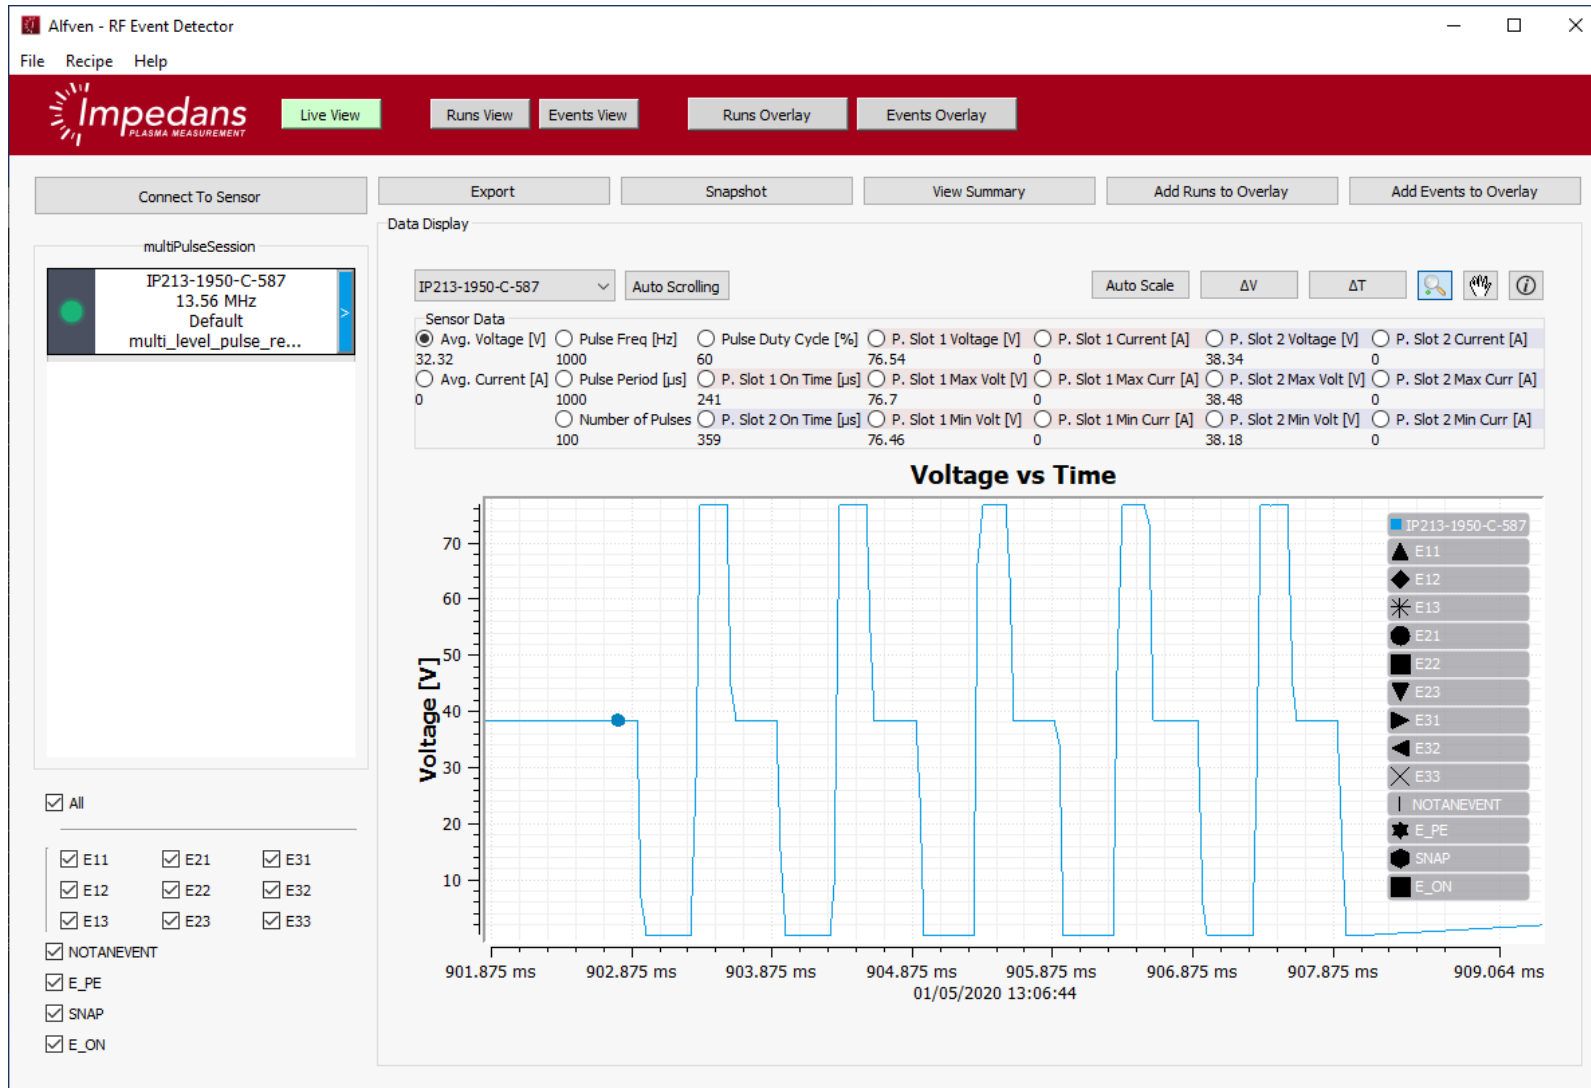 Alfven - RF Event Detector
File Recipe Help
Impedans
PLASMA MEASUREMENT
Live View Runs View Events View Runs Overlay Events Overlay
Connect To Sensor Export Snapshot View Summary Add Runs to Overlay Add Events to Overlay
multiPulseSession
IP213-1950-C-587
13.56 MHz
Default
multi_level_pulse_re...
>
Data Display
IP213-1950-C-587 Auto Scrolling Auto Scale ΔV ΔT
Sensor Data
Avg. Voltage [V] Pulse Freq [Hz] Pulse Duty Cycle [%] P. Slot 1 Voltage [V] P. Slot 1 Current [A] P. Slot 2 Voltage [V] P. Slot 2 Current [A]
32.32 1000 60 76.54 0 38.34 0
Avg. Current [A] Pulse Period [µs] P. Slot 1 On Time [µs] P. Slot 1 Max Volt [V] P. Slot 1 Max Curr [A] P. Slot 2 Max Volt [V] P. Slot 2 Max Curr [A]
0 1000 241 76.7 0 38.48 0
Number of Pulses P. Slot 2 On Time [µs] P. Slot 1 Min Volt [V] P. Slot 1 Min Curr [A] P. Slot 2 Min Volt [V] P. Slot 2 Min Curr [A]
100 359 76.46 0 38.18 0
Voltage vs Time
Voltage [V]
70
60
50
40
30
20
10
IP213-1950-C-587
E11
E12
E13
E21
E22
E23
E31
E32
E33
NOTANEVENT
E_PE
SNAP
E_ON
901.875 ms 902.875 ms 903.875 ms 904.875 ms 905.875 ms 906.875 ms 907.875 ms 909.064 ms
01/05/2020 13:06:44
All
E11 E21 E31
E12 E22 E32
E13 E23 E33
NOTANEVENT
E_PE
SNAP
E_ON